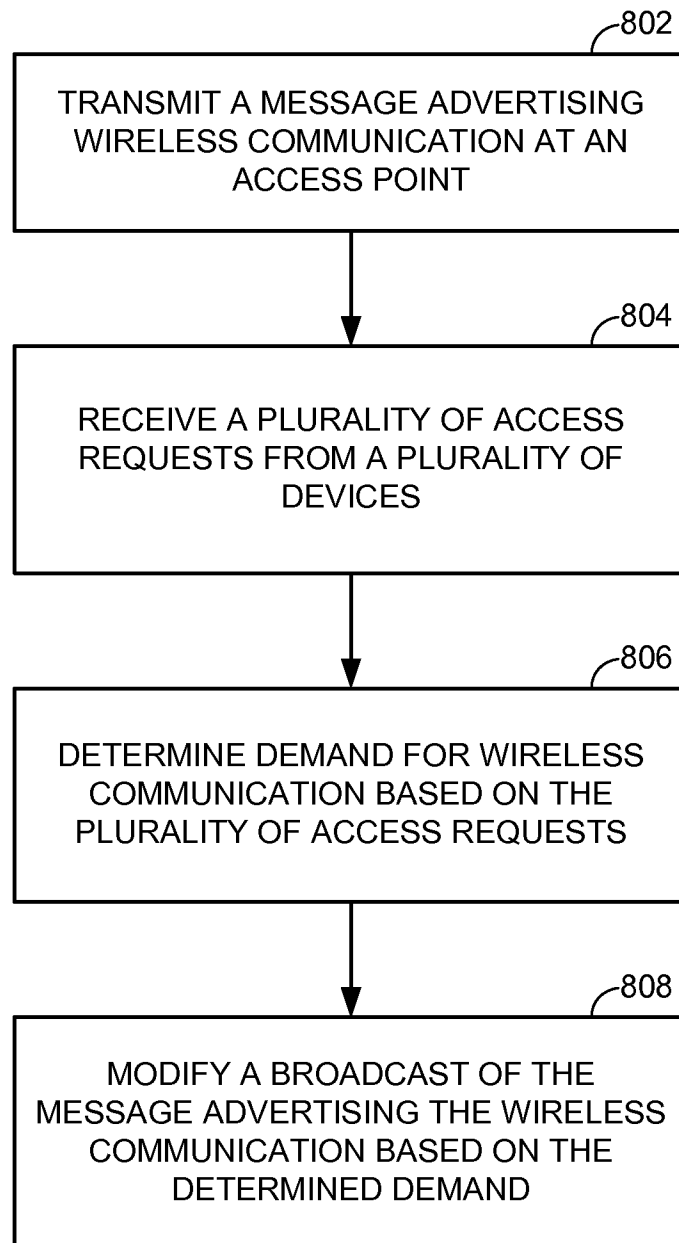 802
TRANSMIT A MESSAGE ADVERTISING
WIRELESS COMMUNICATION AT AN
ACCESS POINT
804
RECEIVE A PLURALITY OF ACCESS
REQUESTS FROM A PLURALITY OF
DEVICES
806
DETERMINE DEMAND FOR WIRELESS
COMMUNICATION BASED ON THE
PLURALITY OF ACCESS REQUESTS
808
MODIFY A BROADCAST OF THE
MESSAGE ADVERTISING THE WIRELESS
COMMUNICATION BASED ON THE
DETERMINED DEMAND